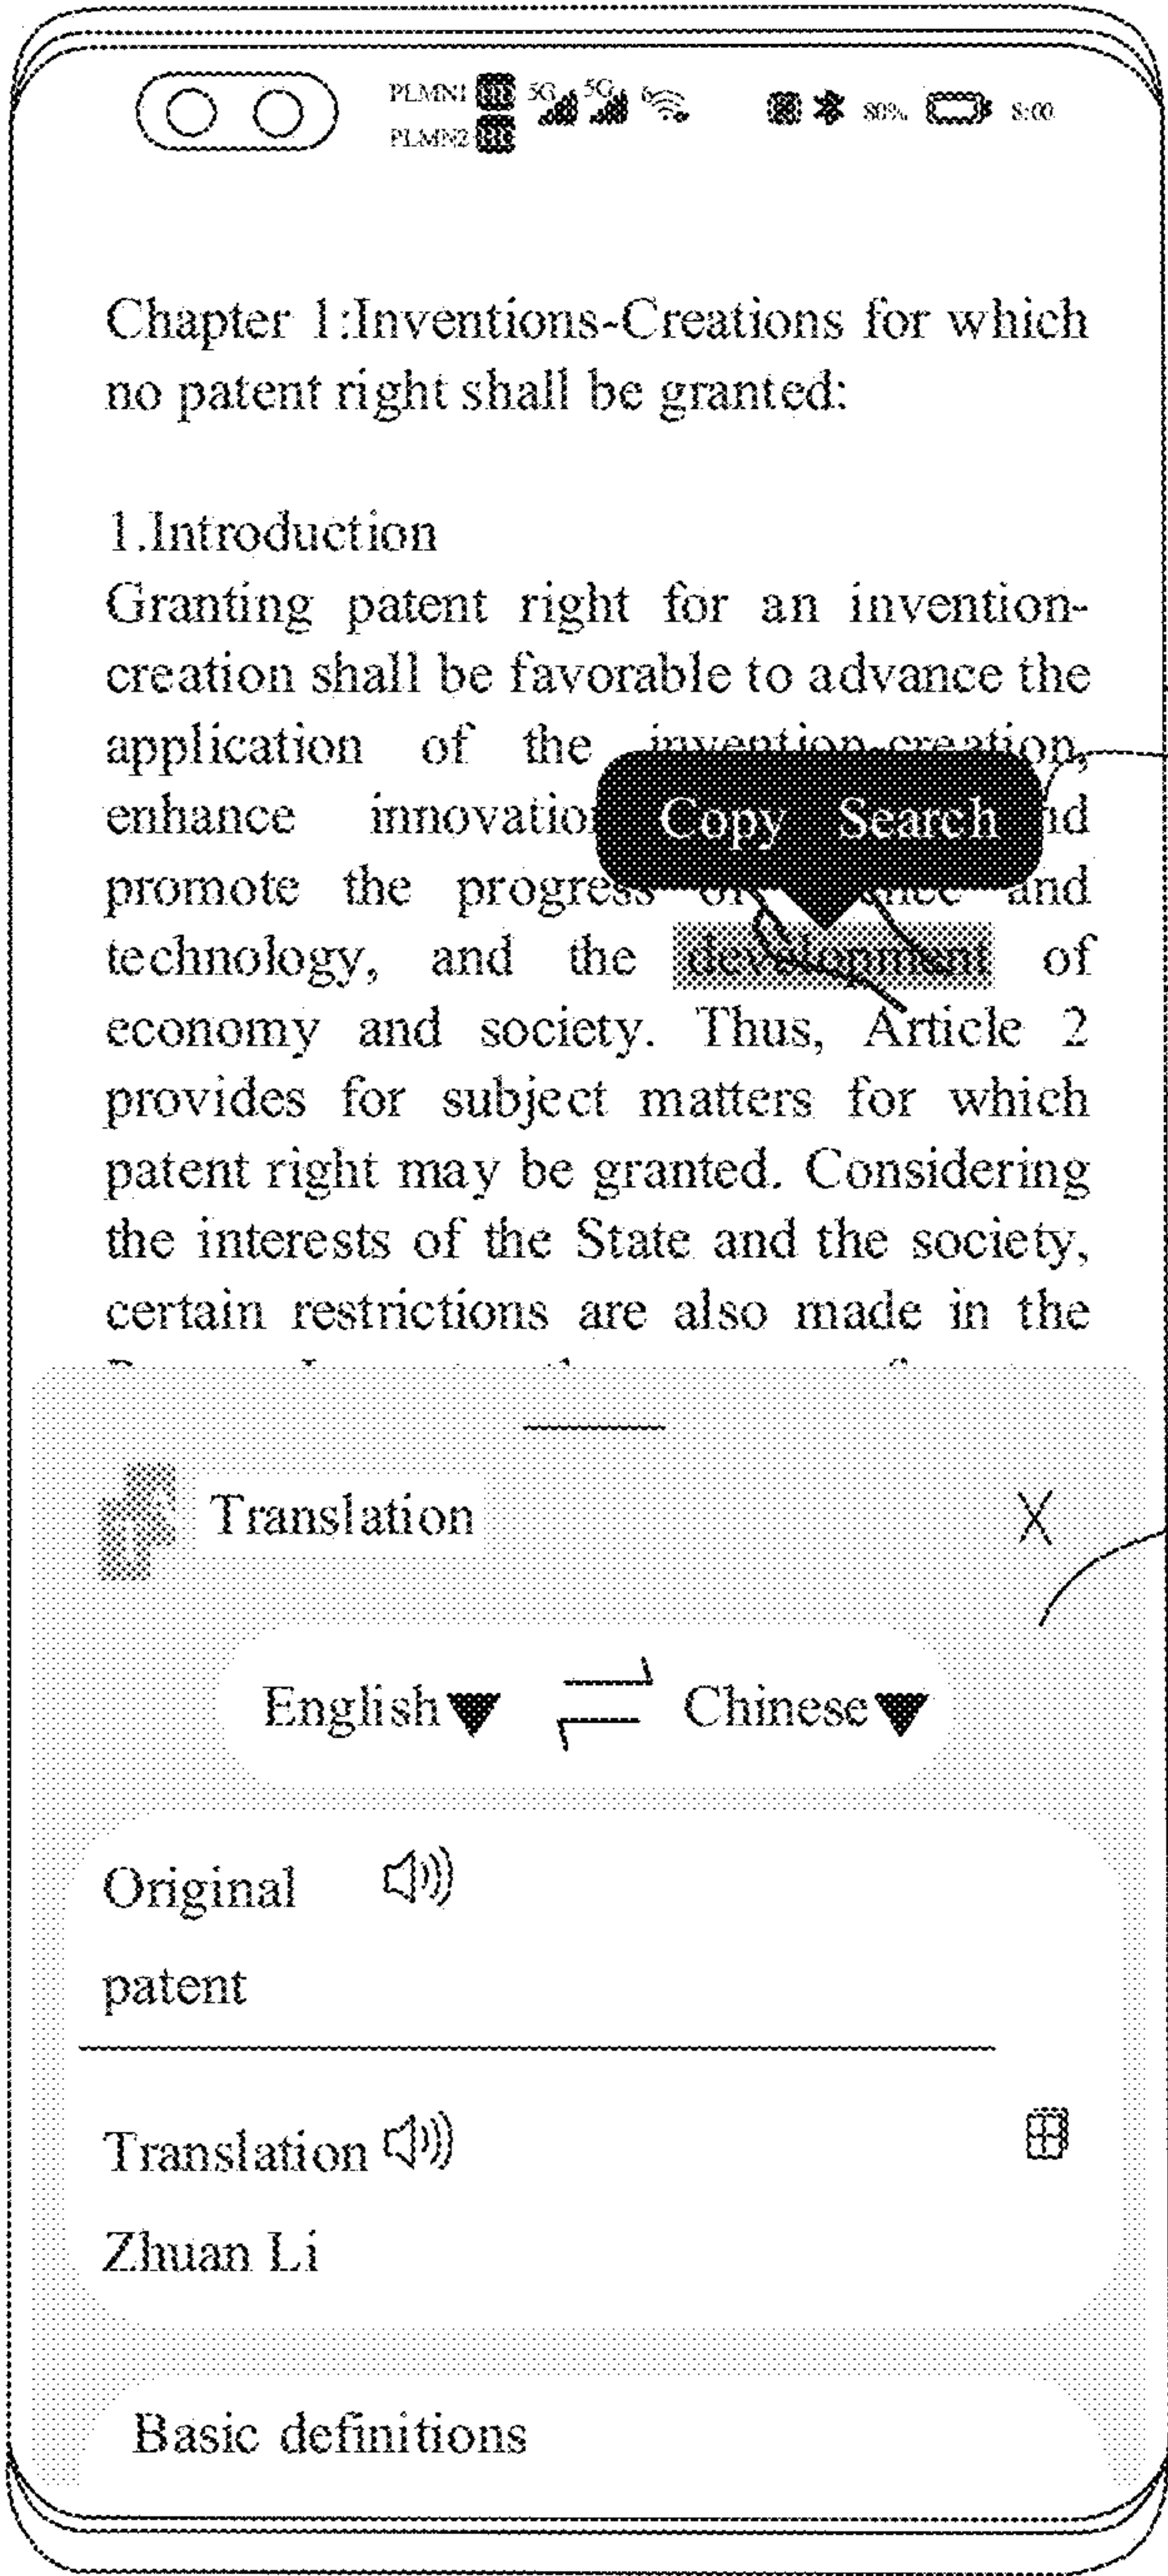 PLMN1 5G 5G 6 80% 8:00
PLMN2
Chapter 1:Inventions-Creations for which
no patent right shall be granted:
1.Introduction
Granting patent right for an invention-
creation shall be favorable to advance the
application of the invention-creation,
enhance
Copy Search
promote the progress and
technology, and the development of
economy and society. Thus, Article 2
provides for subject matters for which
patent right may be granted. Considering
the interests of the State and the society,
certain restrictions are also made in the
Translation X
English Chinese
Original
patent
Translation
Zhuan Li
Basic definitions